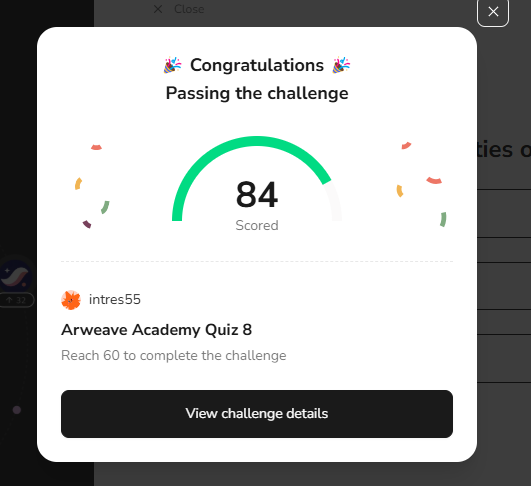 Close
Congratulations
Passing the challenge
84
Scored
ties o
32
intres55
Arweave Academy Quiz 8
Reach 60 to complete the challenge
View challenge details